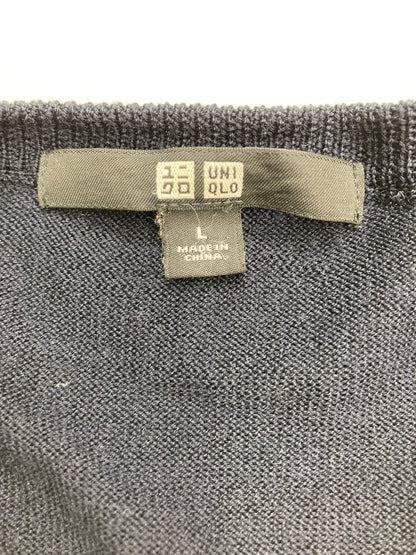 ユニ UNI
クロ QLO
L
MADE IN
CHINA